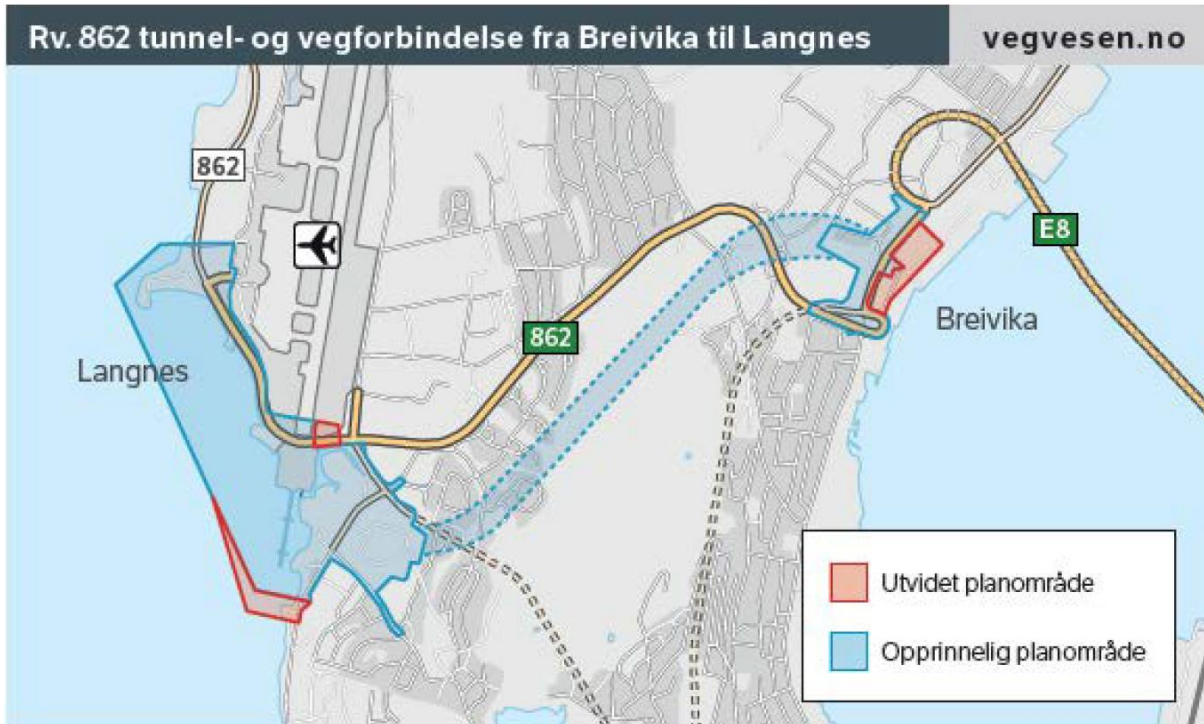 Rv. 862 tunnel- og vegforbindelse fra Breivika til Langnes
vegvesen.no
862
E8
Breivika
862
Langnes
Utvidet planområde
Opprinnelig planområde